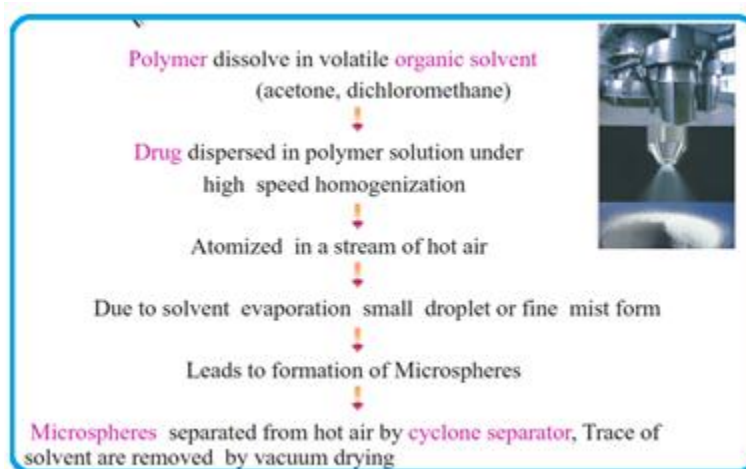 Polymer dissolve in volatile organic solvent
(acetone, dichloromethane)
Drug dispersed in polymer solution under
high speed homogenization
Atomized in a stream of hot air
Due to solvent evaporation small droplet or fine mist form
Leads to formation of Microspheres
Microspheres separated from hot air by cyclone separator, Trace of
solvent are removed by vacuum drying